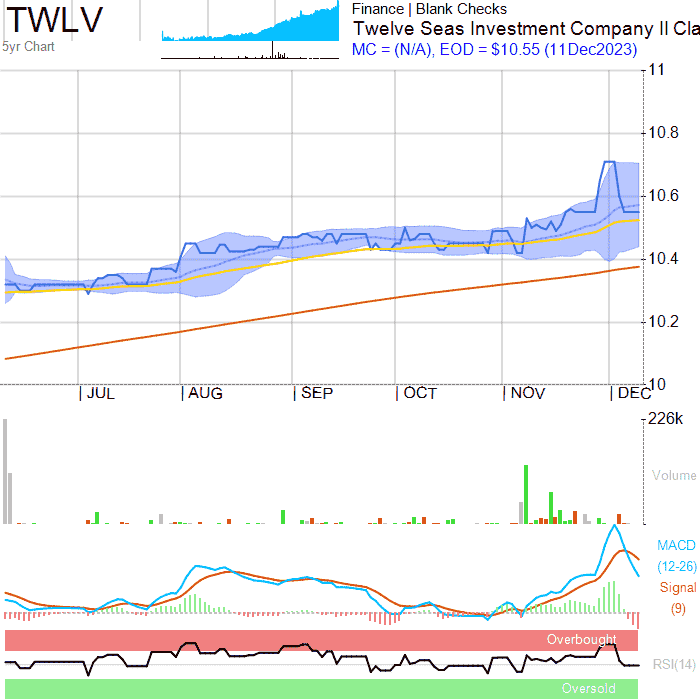 TWLV
5yr Chart
Finance | Blank Checks
Twelve Seas Investment Company II Cla
MC = (N/A), EOD = $10.55 (11Dec2023)
11
10.8
10.6
10.4
10.2
10
| JUL | AUG | SEP | OCT | NOV | DEC
226k
Volume
MACD
(12-26)
Signal
(9)
Overbought
RSI(14)
Oversold